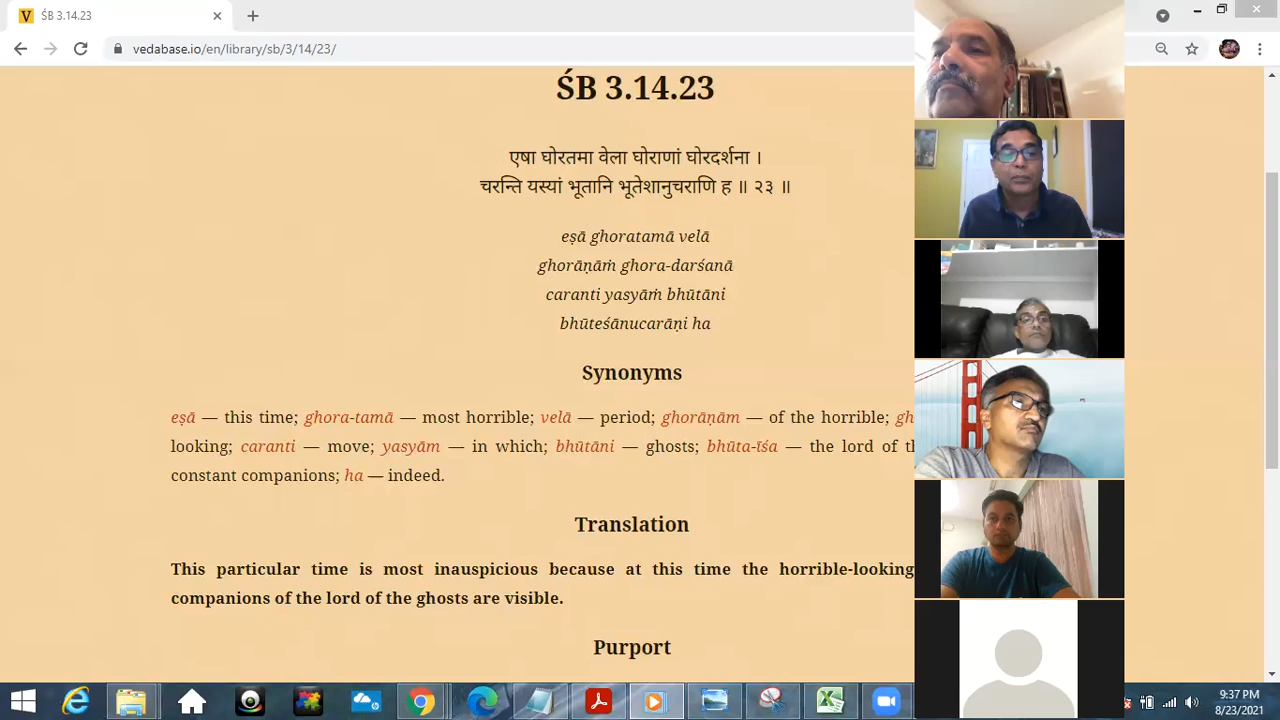 ŚB 3.14.23
vedabase.io/en/library/sb/3/14/23/
ŚB 3.14.23
एषा घोरतमा वेला घोराणां घोरदर्शना ।
चरन्ति यस्यां भूतानि भूतेशानुचराणि ह ॥ २३ ॥
eṣā ghoratamā velā
ghorāṇāṁ ghora-darśanā
caranti yasyāṁ bhūtāni
bhūteśānucarāṇi ha
Synonyms
eṣā — this time; ghora-tamā — most horrible; velā — period; ghorāṇām — of the horrible;
looking; caranti — move; yasyām — in which; bhūtāni — ghosts; bhūta-īśa — the lord of
constant companions; ha — indeed.
Translation
This particular time is most inauspicious because at this time the horrible-looking
companions of the lord of the ghosts are visible.
Purport
9:37 PM
8/23/2021